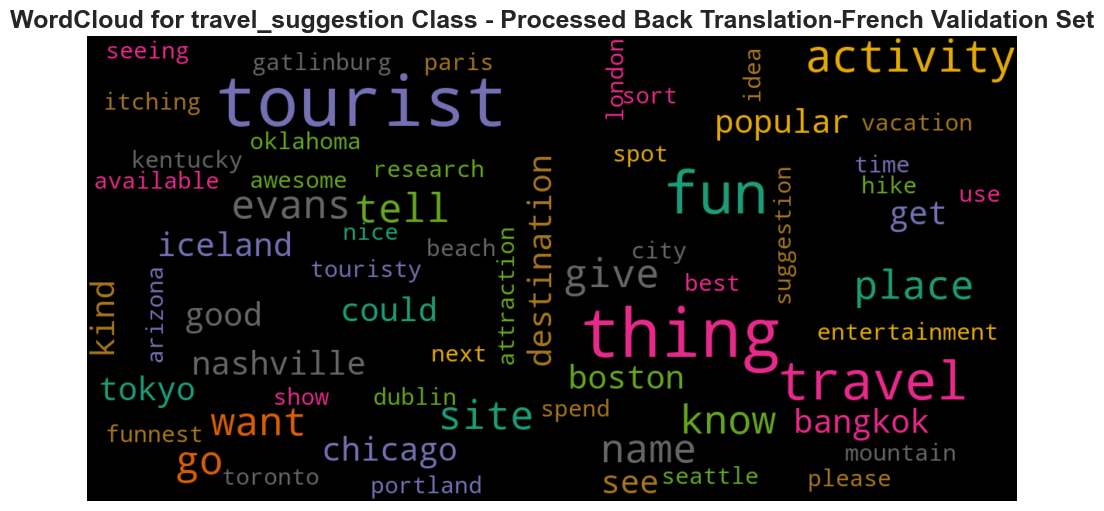 WordCloud for travel_suggestion Class - Processed Back Translation-French Validation Set
seeing
gatlinburg
paris
london
idea
activity
itching
tourist
sort
popular
vacation
oklahoma
kentucky
research
spot
time
available
awesome
destination
fun
suggestion
hike
use
evans
tell
get
iceland
nice
beach
attraction
city
touristy
give
best
place
kind
arizona
good
could
thing
entertainment
nashville
next
boston
travel
tokyo
show
dublin
site
spend
know
bangkok
funnest
want
chicago
name
mountain
go
toronto
portland
see
seattle
please